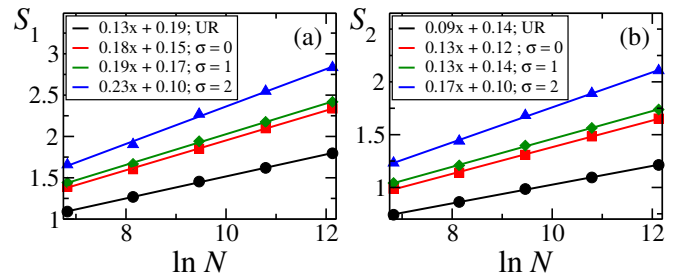 S1
(a)
0.13x + 0.19; UR
0.18x + 0.15; σ = 0
0.19x + 0.17; σ = 1
0.23x + 0.10; σ = 2
3
2.5
2
1.5
1
8 10 12
ln N
S2
(b)
0.09x + 0.14; UR
0.13x + 0.12 ; σ = 0
0.13x + 0.14; σ = 1
0.17x + 0.10; σ = 2
2
1.5
1
8 10 12
ln N